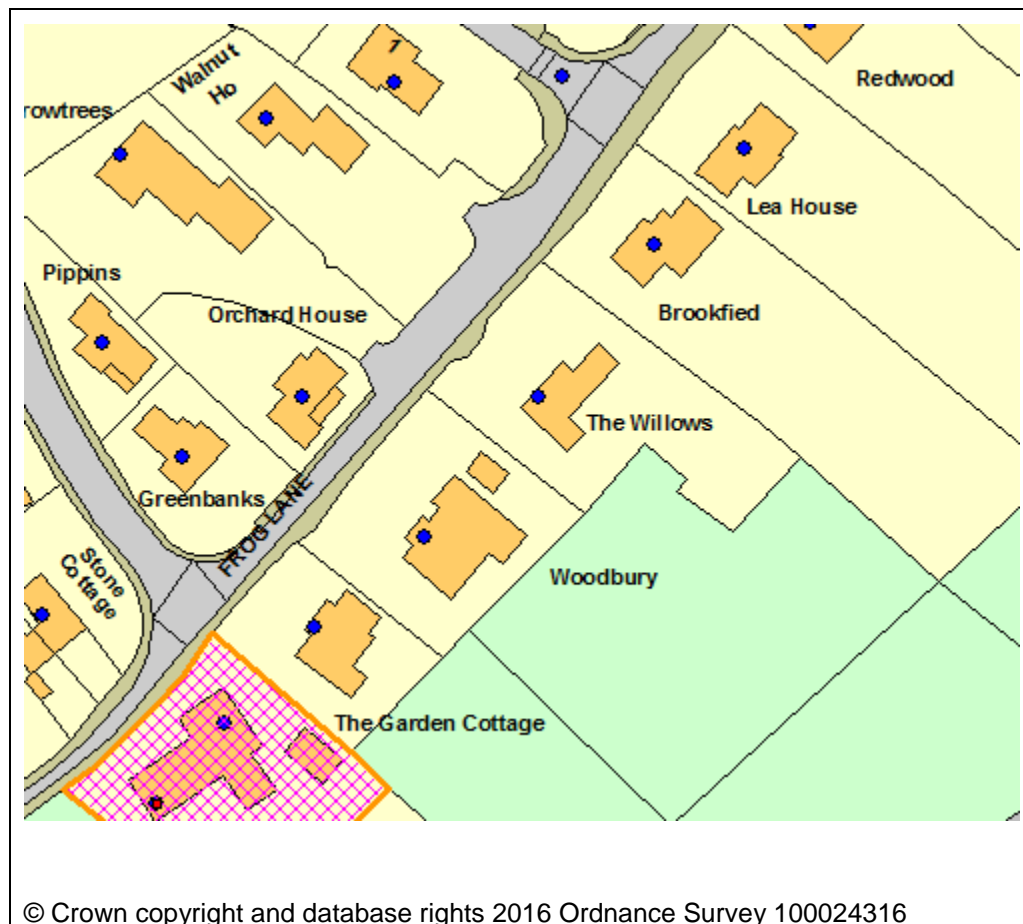 1
Walnut
Ho
Redwood
rowtrees
Lea House
Pippins
Orchard House
Brookfied
The Willows
Greenbanks
FROG LANE
Stone
Cottage
Woodbury
The Garden Cottage
© Crown copyright and database rights 2016 Ordnance Survey 100024316